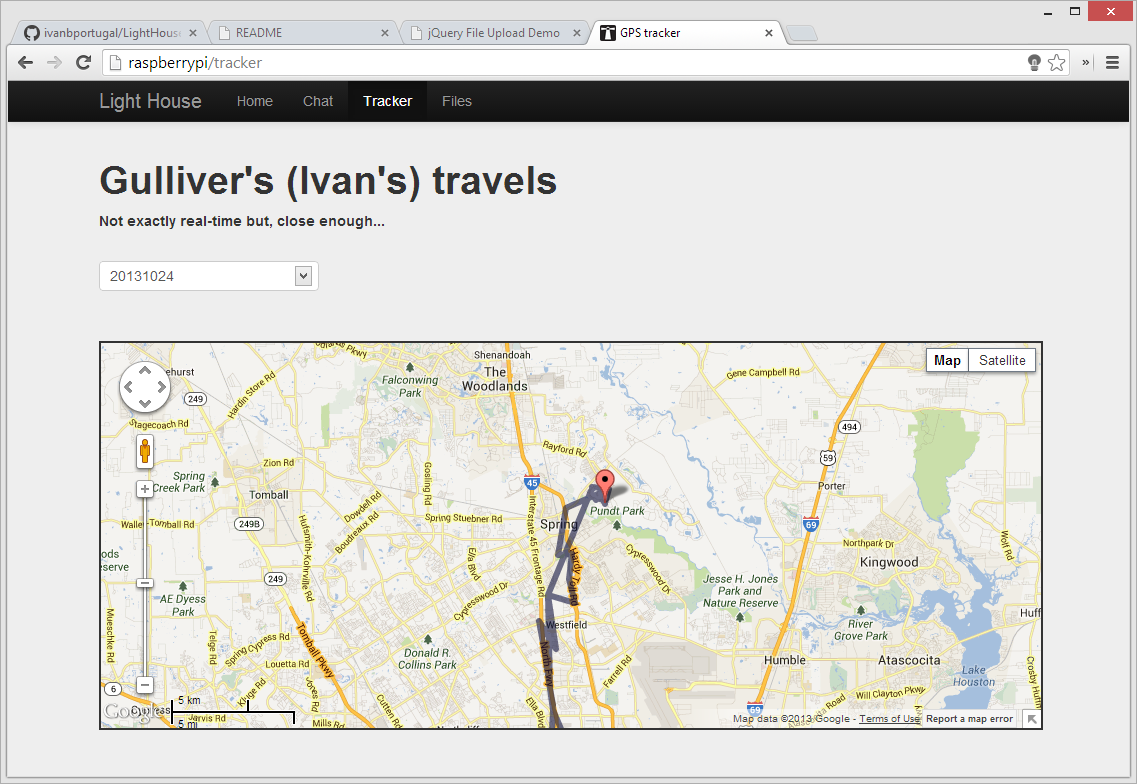 ivanbportugal/LightHous
README
jQuery File Upload Demo
GPS tracker
raspberrypi/tracker
Light House
Home
Chat
Tracker
Files
Gulliver's (Ivan's) travels
Not exactly real-time but, close enough...
20131024
Map
Satellite
Shenandoah
The
Woodlands
Falconwing
Park
Gene Campbell Rd
ehurst
249
Hardin Store Rd
Stagecoach Rd
494
59
Rayford Rd
Zion Rd
Spring
Creek Park
Tomball
Gosling Rd
45
Porter
Pundt Park
Dowdell Rd
Boudreaux Rd
Spring Stuebner Rd
Spring
249B
Waller Tomball Rd
69
Hufsmith-Kohrville Rd
Interstate 45 Frontage Rd
Hardy Toll Rd
Northpark Dr
Wolf Rd
Kingwood
ods
eserve
Ella Blvd
Cypresswood Dr
249
Cypresswood Dr
Jesse H. Jones
Park and
Nature Reserve
AE Dyess
Park
River
Grove Park
Huff
Mueschke Rd
Telge Rd
Westfield
Spring Cypress Rd
Tomball Pkwy
Donald R.
Collins Park
North Fwy
Farrell Rd
Humble
Atascocita
Louetta Rd
Lake
Houston
Kluge Rd
Jones Rd
Crosby Huff
6
Will Clayton Pkwy
5 km
Google
Cypress
Jarvis Rd
5 mi
Mills Rd
Ella Blvd
69
Map data ©2013 Google - Terms of Use
Report a map error